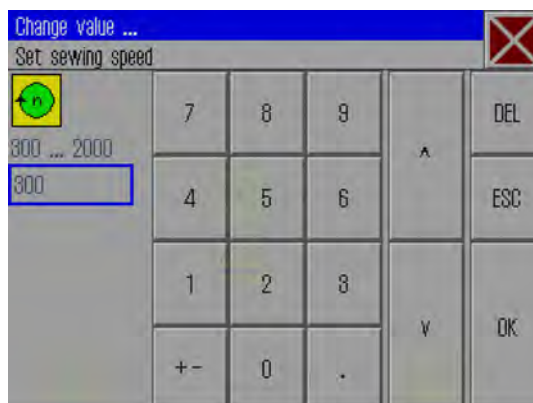 Change value ...
Set sewing speed
n
300 ... 2000
300
7 8 9 ʌ DEL
4 5 6 ESC
1 2 3 v OK
+- 0 .